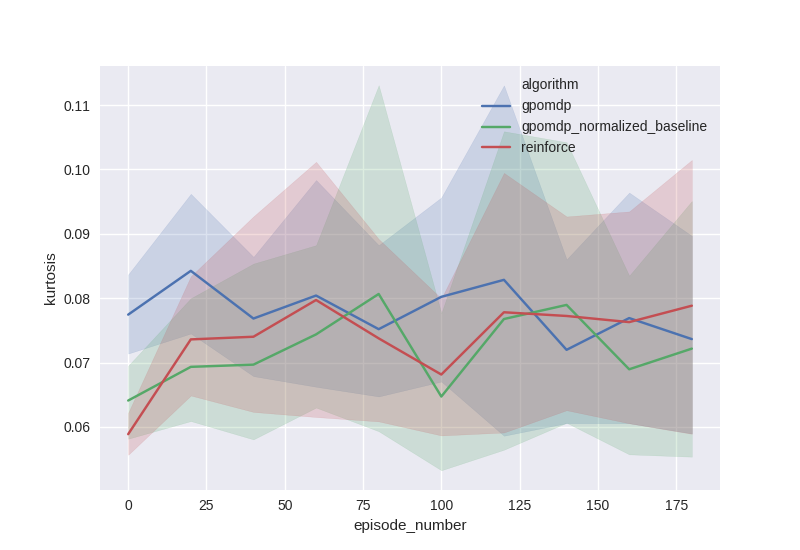 algorithm
gpomdp
gpomdp_normalized_baseline
reinforce
kurtosis
0.11
0.10
0.09
0.08
0.07
0.06
0
25
50
75
100
125
150
175
episode_number